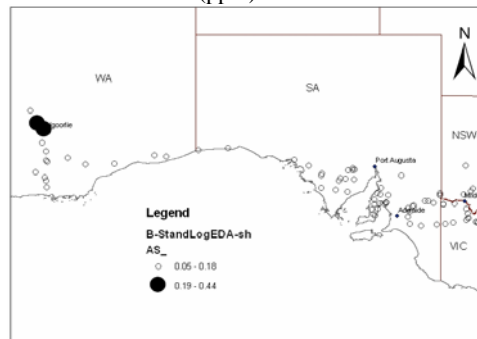 (ppm)
N
WA
SA
NSW
VIC
Port Augusta
Adelaide
Legend
B-StandLogEDA-sh
AS_
0.05 - 0.18
0.19 - 0.44